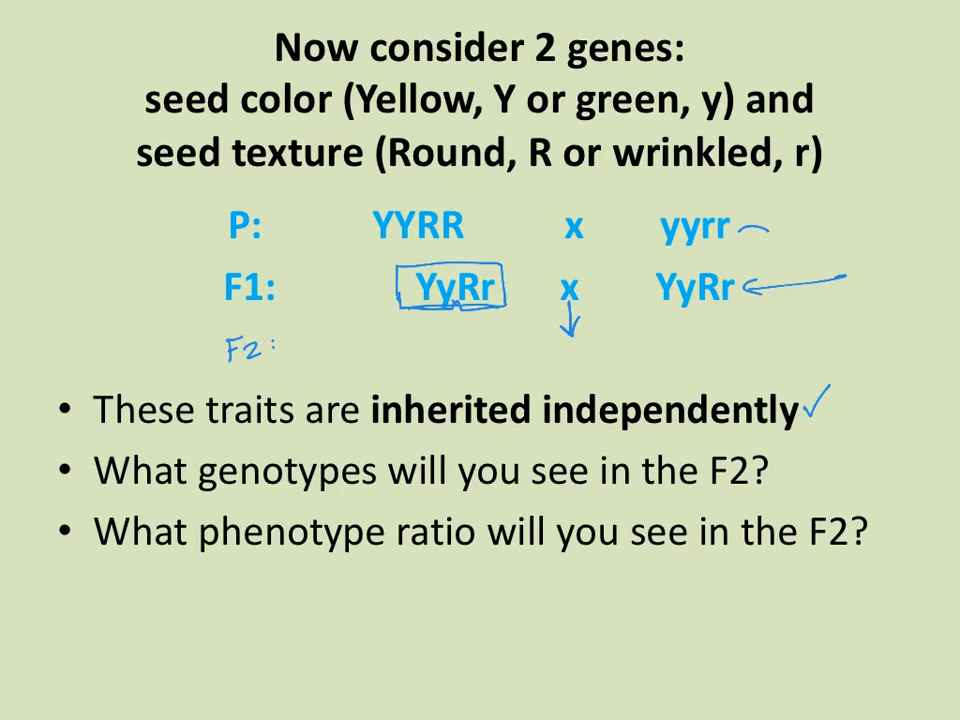 Now consider 2 genes:
seed color (Yellow, Y or green, y) and
seed texture (Round, R or wrinkled, r)
P: YYRR x yyrr
F1: YyRr x YyRr
F2:
• These traits are inherited independently
• What genotypes will you see in the F2?
• What phenotype ratio will you see in the F2?